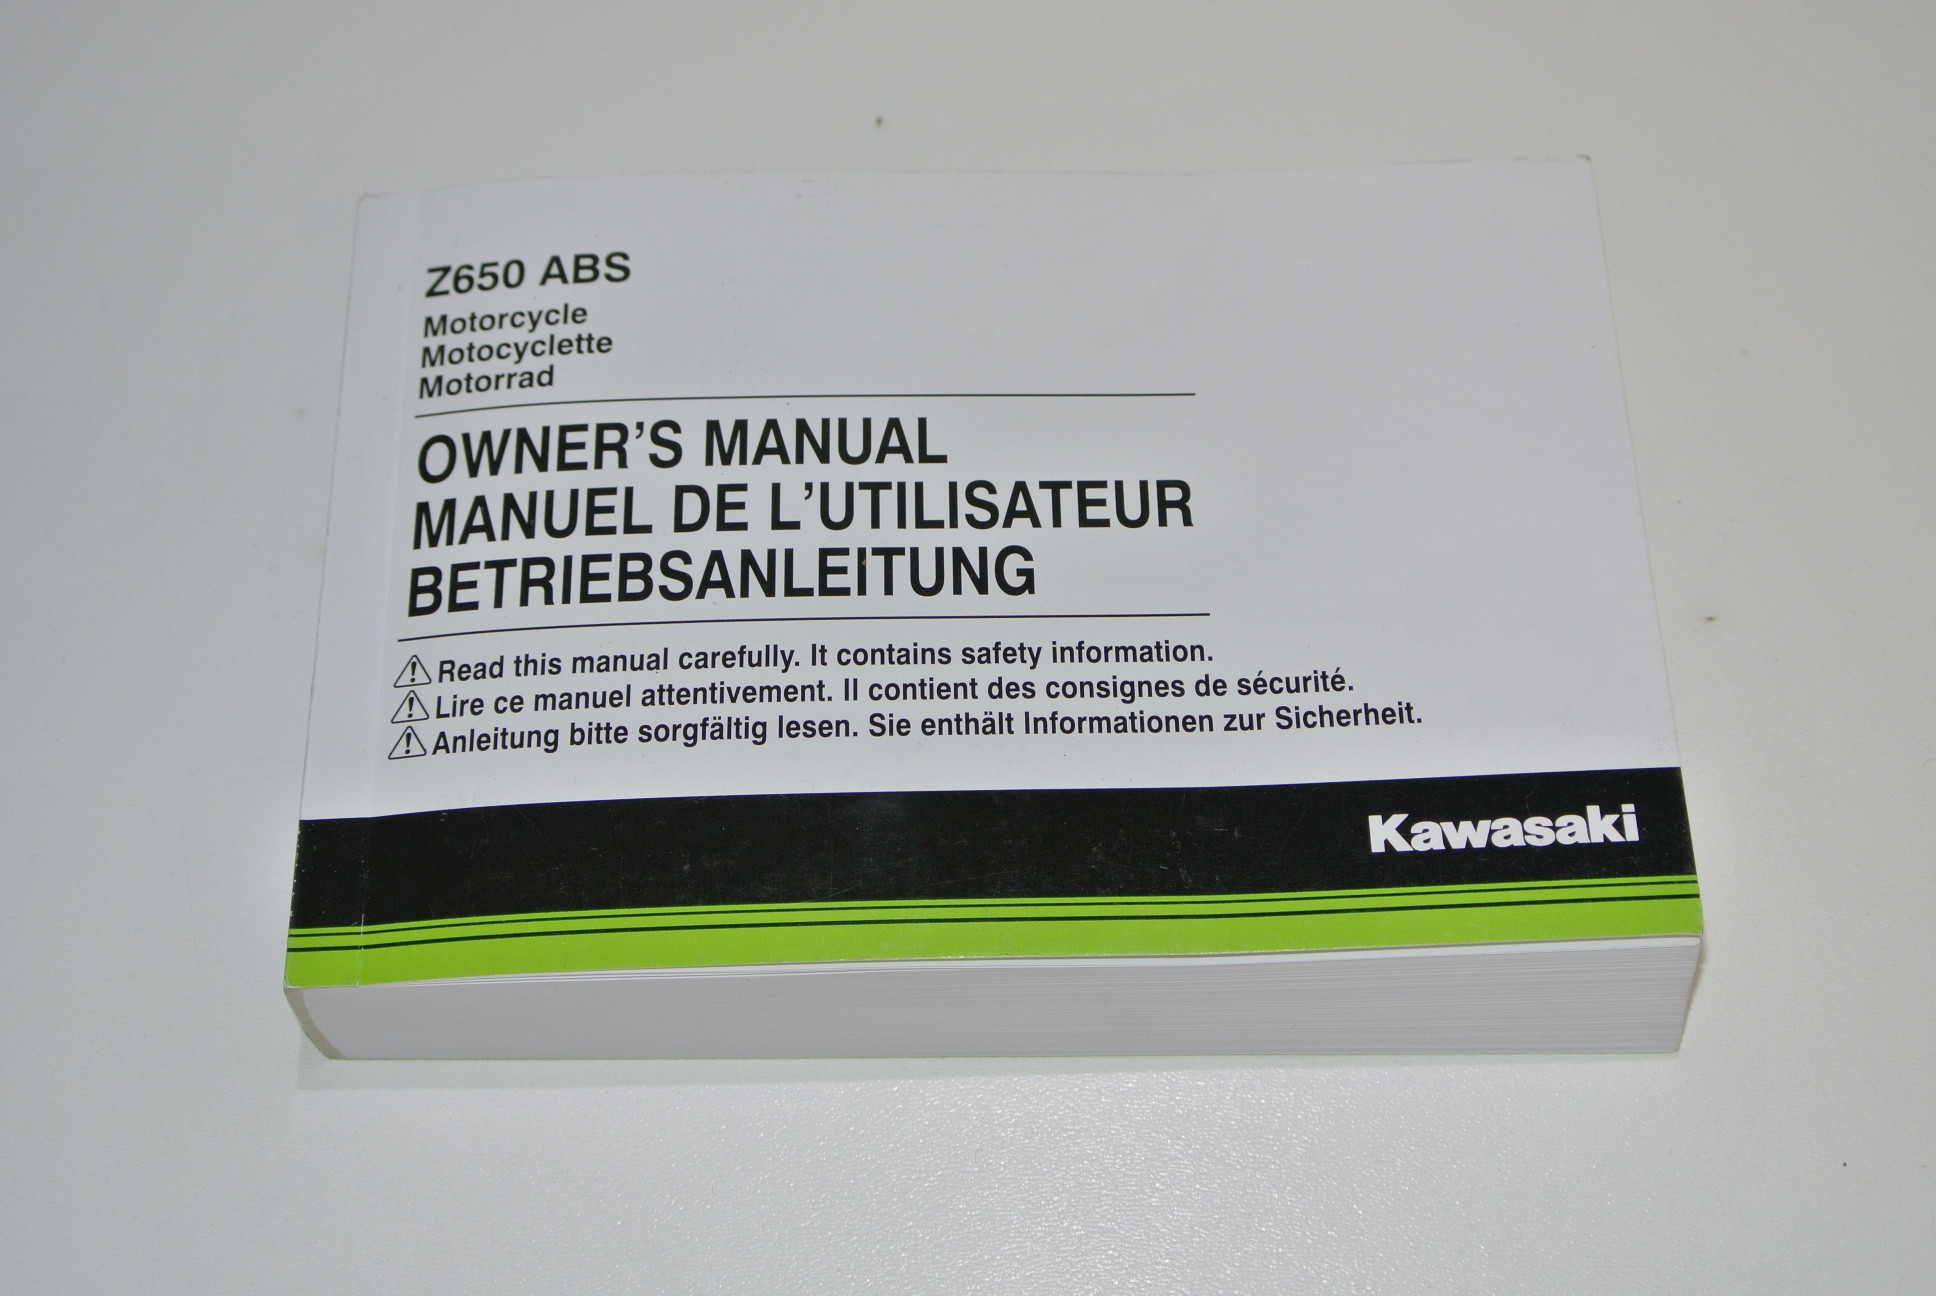 Z650 ABS
Motorcycle
Motocyclette
Motorrad
OWNER'S MANUAL
MANUEL DE L'UTILISATEUR
BETRIEBSANLEITUNG
⚠ Read this manual carefully. It contains safety information.
⚠ Lire ce manuel attentivement. Il contient des consignes de sécurité.
⚠ Anleitung bitte sorgfältig lesen. Sie enthält Informationen zur Sicherheit.
Kawasaki